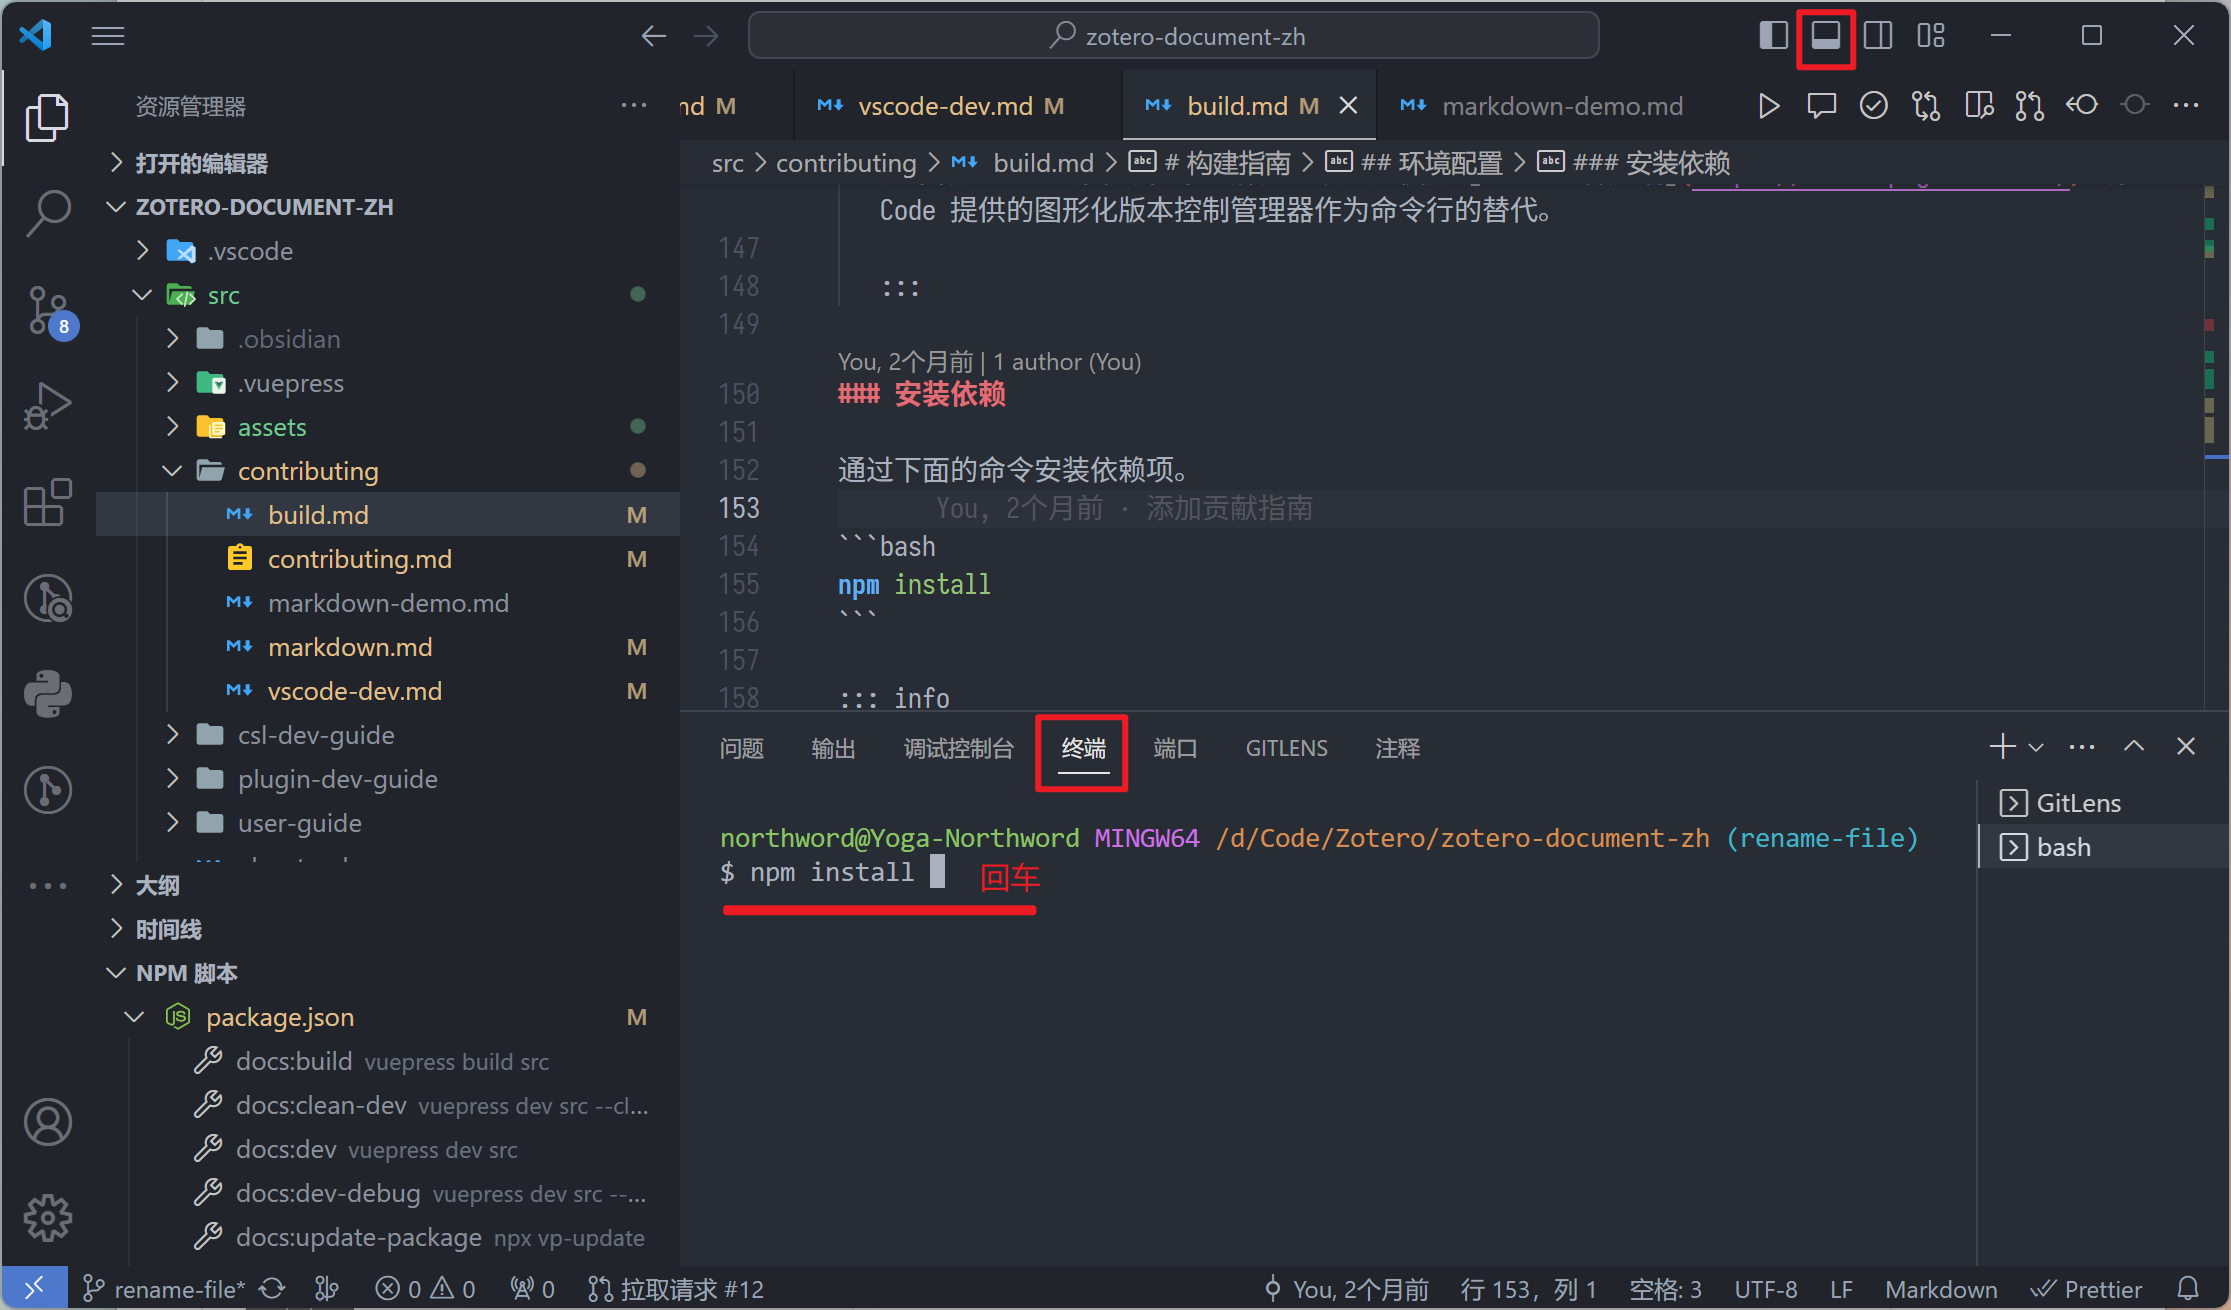 zotero-document-zh
资源管理器
nd M
vscode-dev.md M
build.md M
markdown-demo.md
打开的编辑器
ZOTERO-DOCUMENT-ZH
.vscode
src
.obsidian
.vuepress
assets
contributing
build.md M
contributing.md M
markdown-demo.md
markdown.md M
vscode-dev.md M
csl-dev-guide
plugin-dev-guide
user-guide
大纲
时间线
NPM 脚本
package.json M
docs:build vuepress build src
docs:clean-dev vuepress dev src --cl...
docs:dev vuepress dev src
docs:dev-debug vuepress dev src --...
docs:update-package npx vp-update
8
src > contributing > build.md > # 构建指南 > ## 环境配置 > ### 安装依赖
Code 提供的图形化版本控制管理器作为命令行的替代。
147
148 :::
149
You, 2个月前 | 1 author (You)
150 ### 安装依赖
151
152 通过下面的命令安装依赖项。
153 You, 2个月前 · 添加贡献指南
154 ```bash
155 npm install
156 ```
157
158 ::: info
问题 输出 调试控制台 终端 端口 GITLENS 注释
northword@Yoga-Northword MINGW64 /d/Code/Zotero/zotero-document-zh (rename-file)
$ npm install 回车
GitLens
bash
rename-file* 0 0 0 拉取请求 #12 You, 2个月前 行 153，列 1 空格: 3 UTF-8 LF Markdown Prettier